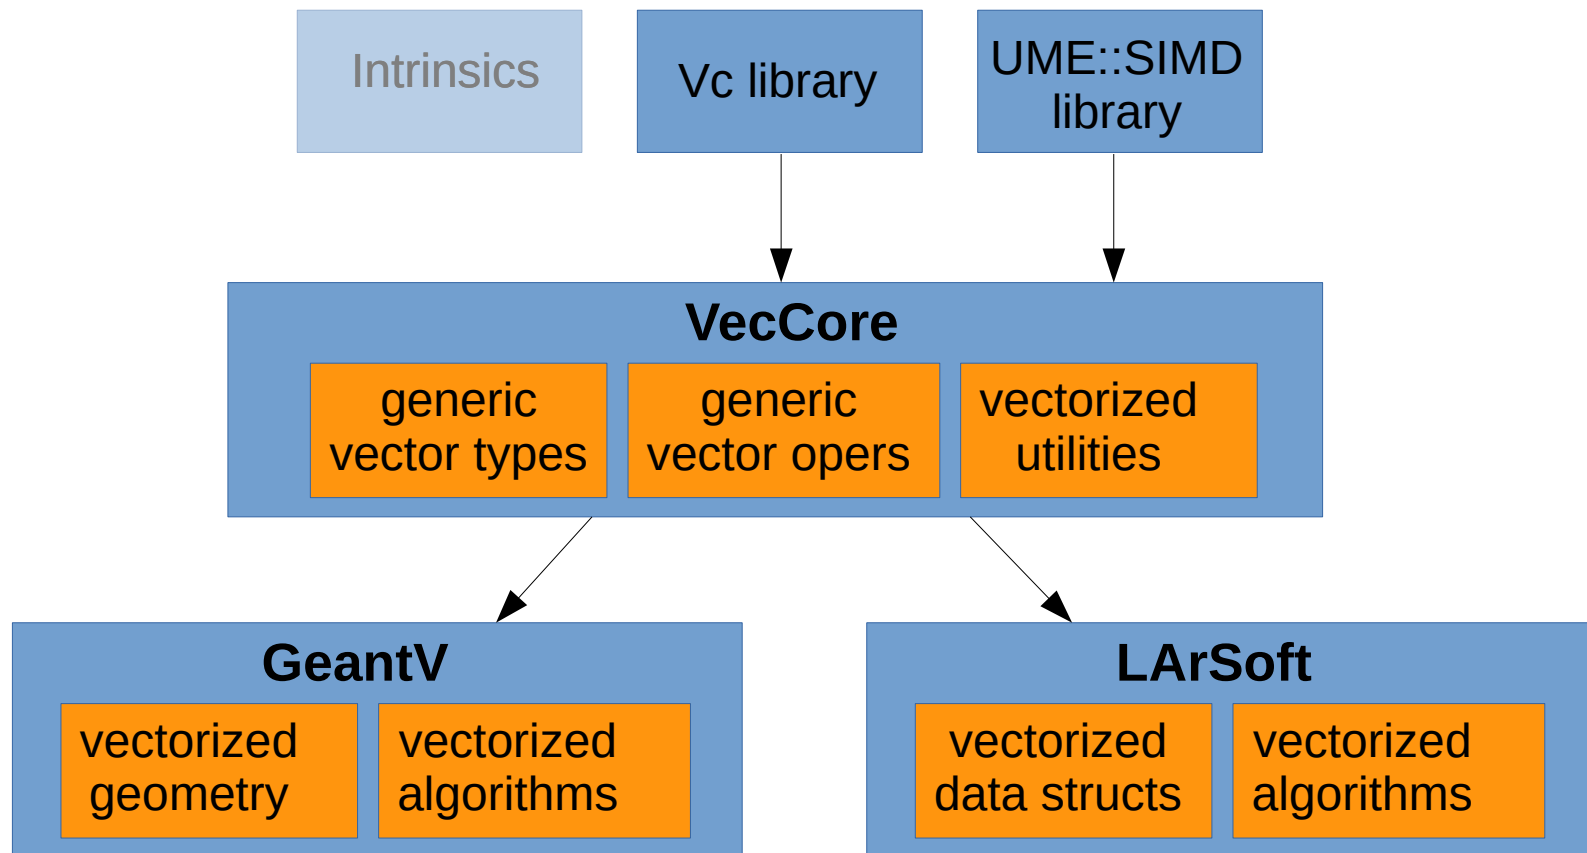 Intrinsics
Vc library
UME::SIMD
library
VecCore
generic
vector types
generic
vector opers
vectorized
utilities
GeantV
vectorized
geometry
vectorized
algorithms
LArSoft
vectorized
data structs
vectorized
algorithms